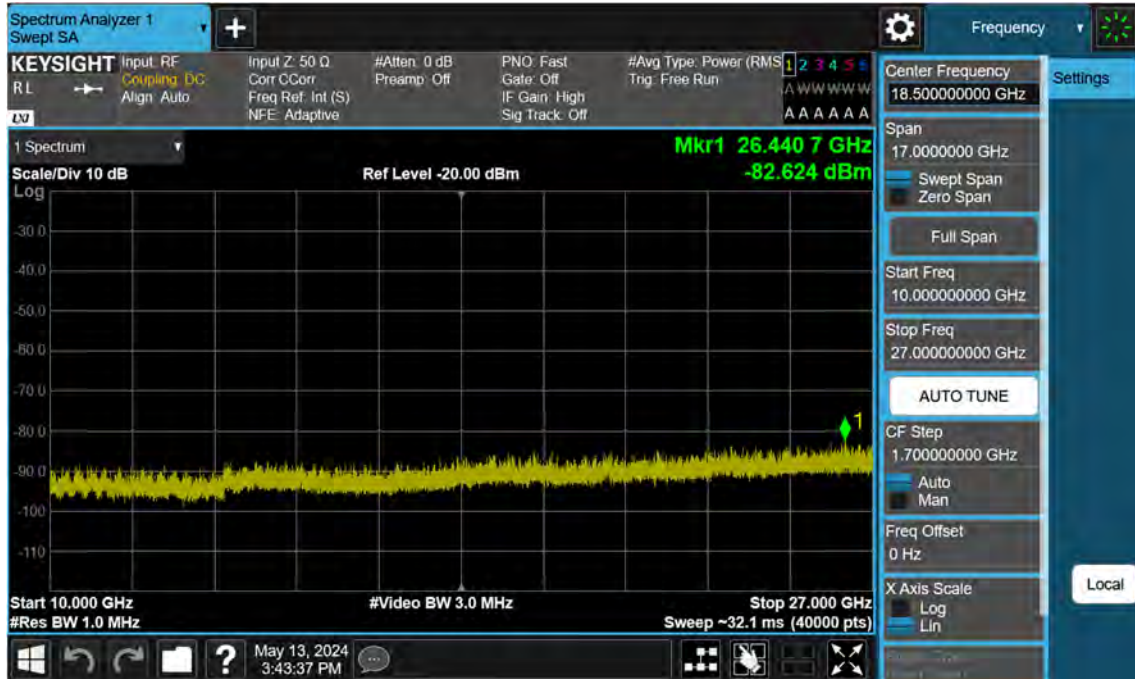 Spectrum Analyzer 1
Swept SA
Frequency
KEYSIGHT
RL
LXI
Input: RF
Coupling: DC
Align: Auto
Input Z: 50 Ω
Corr CCorr
Freq Ref: Int (S)
NFE: Adaptive
#Atten: 0 dB
Preamp: Off
PNO: Fast
Gate: Off
IF Gain: High
Sig Track: Off
#Avg Type: Power (RMS
Trig: Free Run
1 2 3 4 5 6
A W W W W W
A A A A A A
1 Spectrum
Scale/Div 10 dB
Log
Ref Level -20.00 dBm
Mkr1 26.440 7 GHz
-82.624 dBm
-30.0
-40.0
-50.0
-60.0
-70.0
-80.0
-90.0
-100
-110
1
Start 10.000 GHz
#Res BW 1.0 MHz
#Video BW 3.0 MHz
Stop 27.000 GHz
Sweep ~32.1 ms (40000 pts)
?
May 13, 2024
3:43:37 PM
Center Frequency
18.500000000 GHz
Span
17.0000000 GHz
Swept Span
Zero Span
Full Span
Start Freq
10.000000000 GHz
Stop Freq
27.000000000 GHz
AUTO TUNE
CF Step
1.700000000 GHz
Auto
Man
Freq Offset
0 Hz
X Axis Scale
Log
Lin
Settings
Local